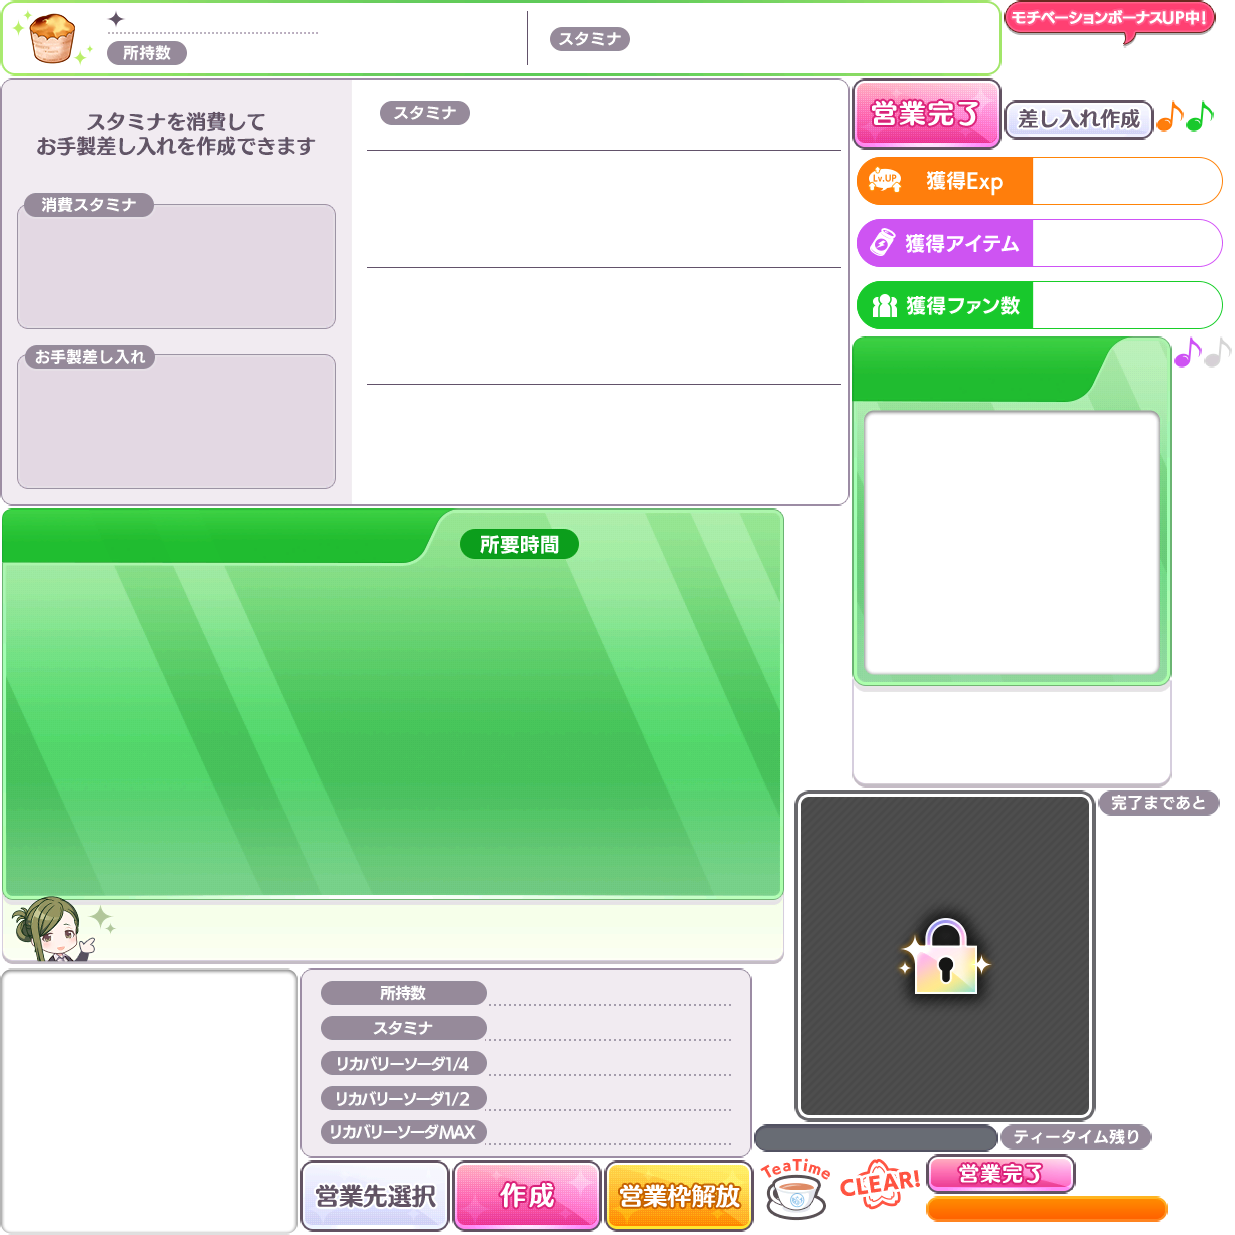 所持数
スタミナ
モチベーションボーナスUP中!
スタミナを消費して
お手製差し入れを作成できます
消費スタミナ
お手製差し入れ
スタミナ
営業完了
差し入れ作成
Lv.UP
獲得Exp
獲得アイテム
獲得ファン数
所要時間
完了まであと
所持数
スタミナ
リカバリーソーダ1/4
リカバリーソーダ1/2
リカバリーソーダMAX
営業先選択
作成
営業枠解放
ティータイム残り
TeaTime
CLEAR!
営業完了